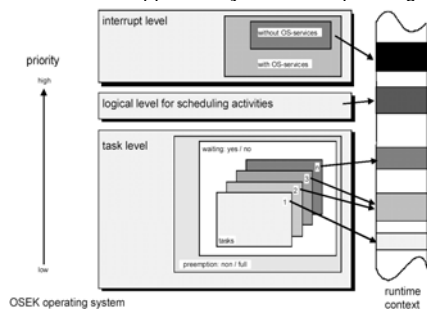 interrupt level
without OS-services
with OS-services
priority
high
logical level for scheduling activities
task level
waiting: yes / no
3
2
1
tasks
preemption: non / full
low
OSEK operating system
runtime
context